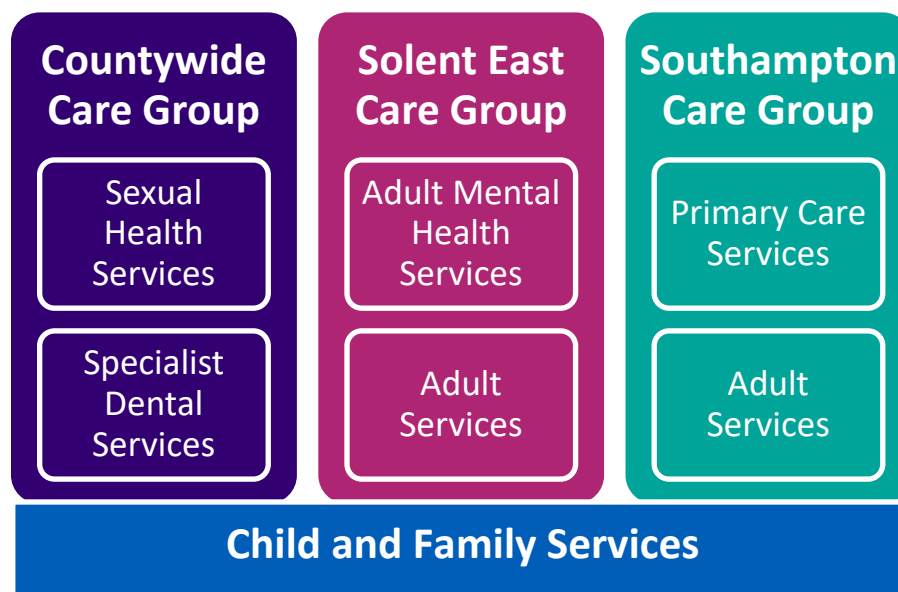 Countywide
Care Group
Sexual
Health
Services
Specialist
Dental
Services
Solent East
Care Group
Adult Mental
Health
Services
Adult
Services
Southampton
Care Group
Primary Care
Services
Adult
Services
Child and Family Services